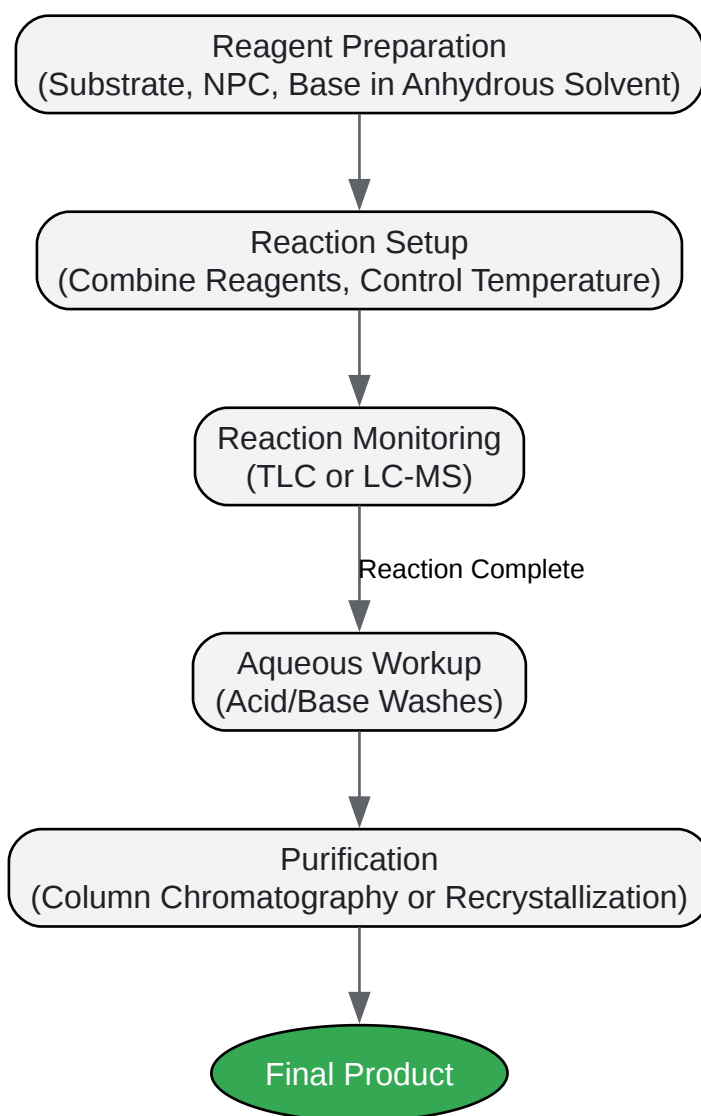 Reagent Preparation
(Substrate, NPC, Base in Anhydrous Solvent)
Reaction Setup
(Combine Reagents, Control Temperature)
Reaction Monitoring
(TLC or LC-MS)
Reaction Complete
Aqueous Workup
(Acid/Base Washes)
Purification
(Column Chromatography or Recrystallization)
Final Product